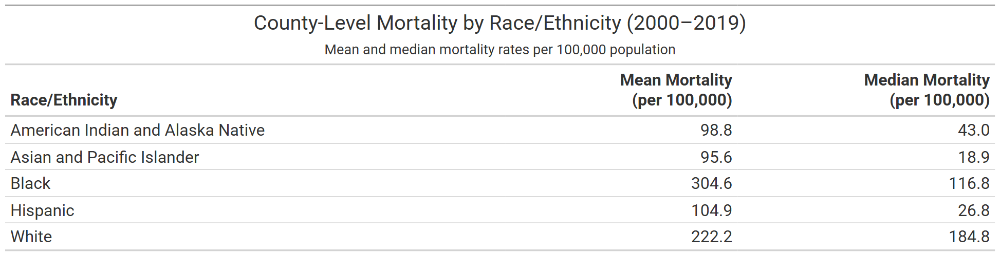 County-Level Mortality by Race/Ethnicity (2000–2019)
Mean and median mortality rates per 100,000 population
Race/Ethnicity Mean Mortality (per 100,000) Median Mortality (per 100,000)
American Indian and Alaska Native 98.8 43.0
Asian and Pacific Islander 95.6 18.9
Black 304.6 116.8
Hispanic 104.9 26.8
White 222.2 184.8